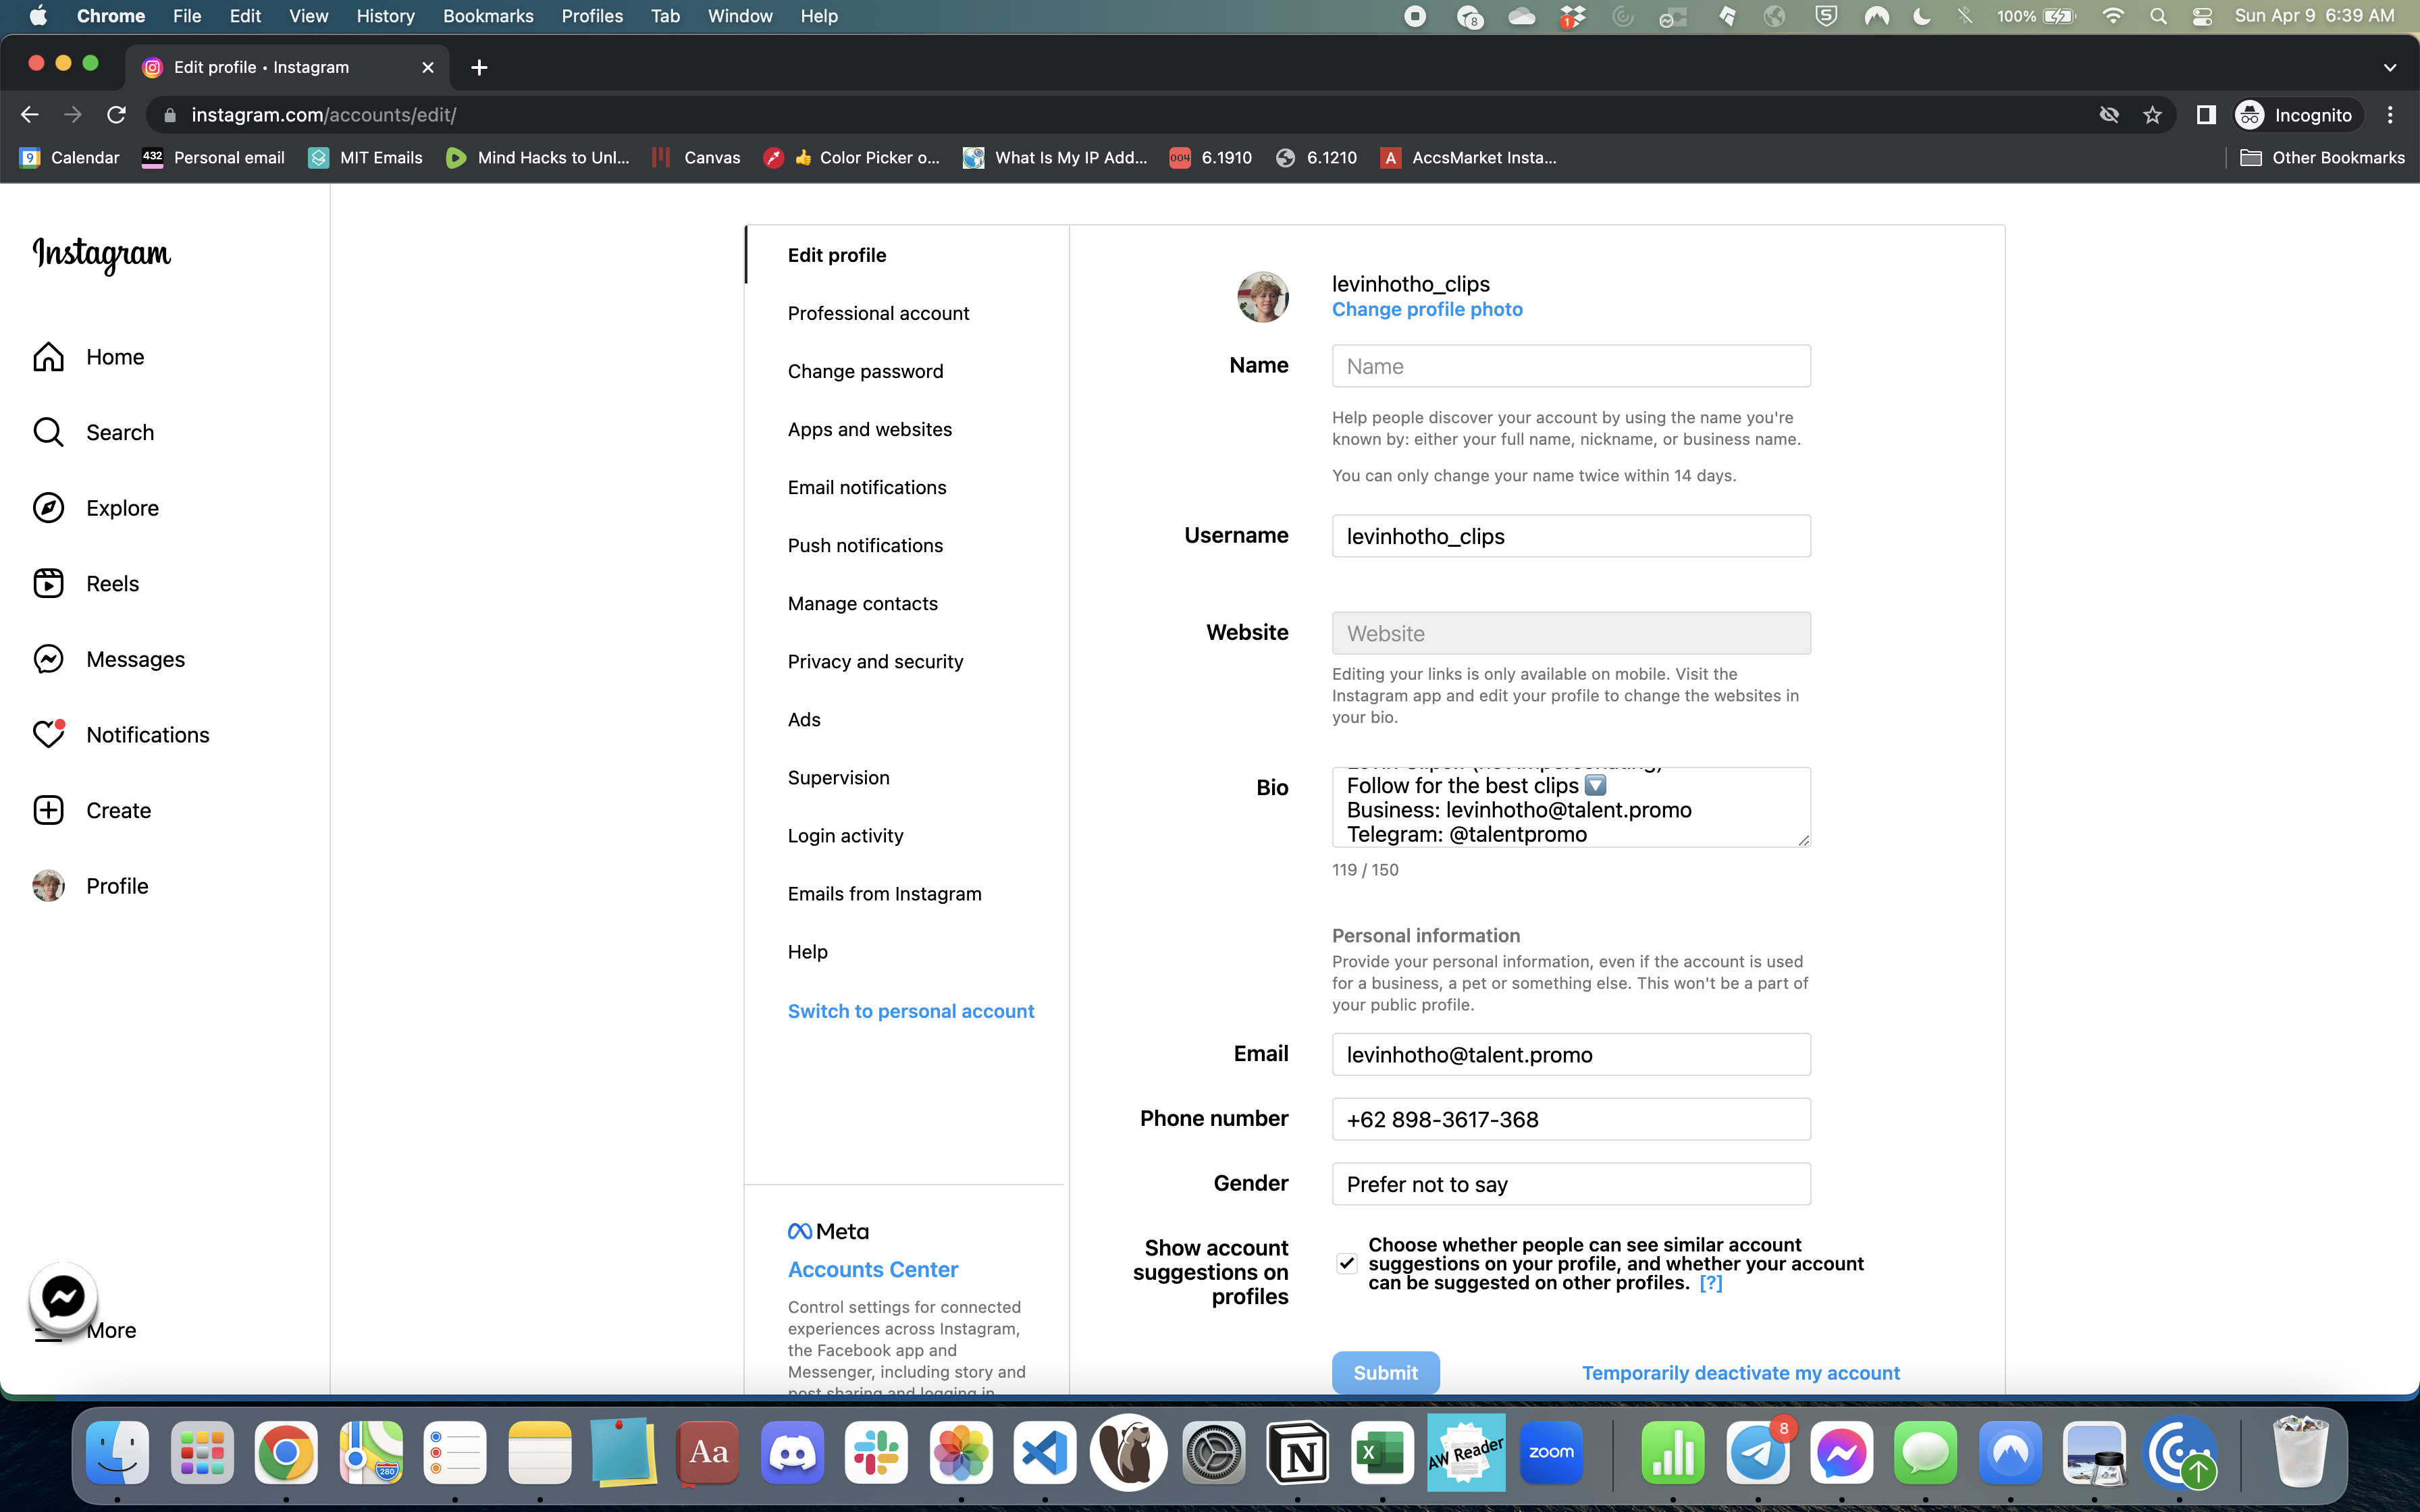 Chrome File Edit View History Bookmarks Profiles Tab Window Help
8
1
100%
Sun Apr 9 6:39 AM
Edit profile • Instagram
instagram.com/accounts/edit/
Incognito
9 Calendar
432 Personal email
MIT Emails
Mind Hacks to Unl...
Canvas
👍 Color Picker o...
What Is My IP Add...
004 6.1910
6.1210
A AccsMarket Insta...
Other Bookmarks
Instagram
Home
Search
Explore
Reels
Messages
Notifications
Create
Profile
More
Edit profile
Professional account
Change password
Apps and websites
Email notifications
Push notifications
Manage contacts
Privacy and security
Ads
Supervision
Login activity
Emails from Instagram
Help
Switch to personal account
Meta
Accounts Center
Control settings for connected
experiences across Instagram,
the Facebook app and
Messenger, including story and
post sharing and logging in.
levinhotho_clips
Change profile photo
Name
Name
Help people discover your account by using the name you're
known by: either your full name, nickname, or business name.
You can only change your name twice within 14 days.
Username
levinhotho_clips
Website
Website
Editing your links is only available on mobile. Visit the
Instagram app and edit your profile to change the websites in
your bio.
Bio
Follow for the best clips 🔽
Business: levinhotho@talent.promo
Telegram: @talentpromo
119 / 150
Personal information
Provide your personal information, even if the account is used
for a business, a pet or something else. This won't be a part of
your public profile.
Email
levinhotho@talent.promo
Phone number
+62 898-3617-368
Gender
Prefer not to say
Show account
suggestions on
profiles
Choose whether people can see similar account
suggestions on your profile, and whether your account
can be suggested on other profiles. [?]
Submit
Temporarily deactivate my account
280
Aa
N
X
AW Reader
zoom
8